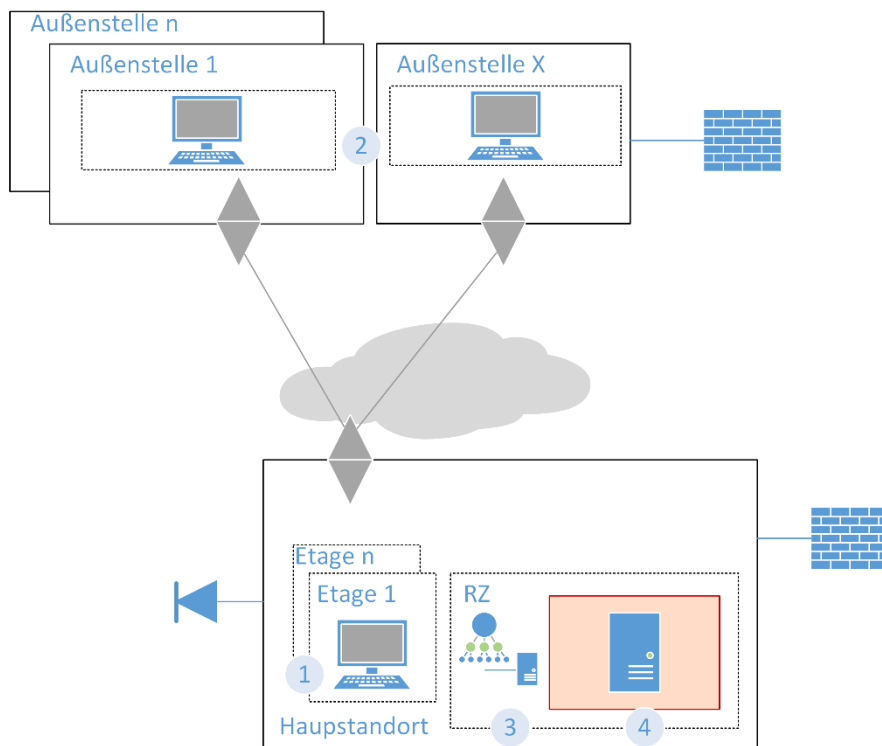 Außenstelle n
Außenstelle 1
Außenstelle X
2
Etage n
Etage 1
RZ
1
Haupstandort
3
4